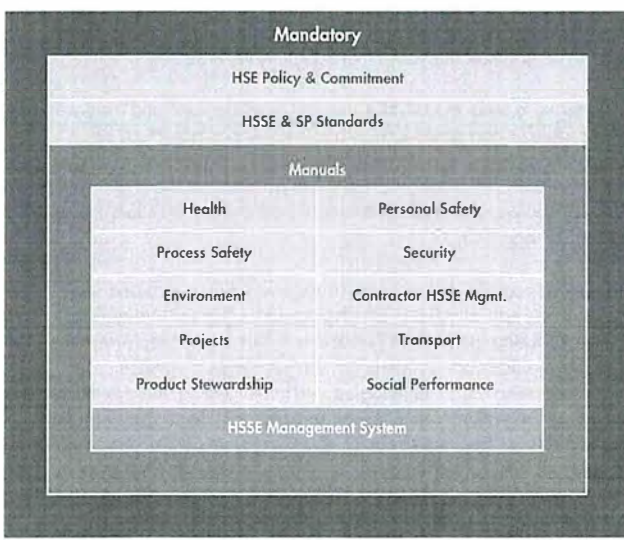 Mandatory
HSE Policy & Commitment
HSSE & SP Standards
Manuals
Health
Personal Safety
Process Safety
Security
Environment
Contractor HSSE Mgmt.
Projects
Transport
Product Stewardship
Social Performance
HSSE Management System